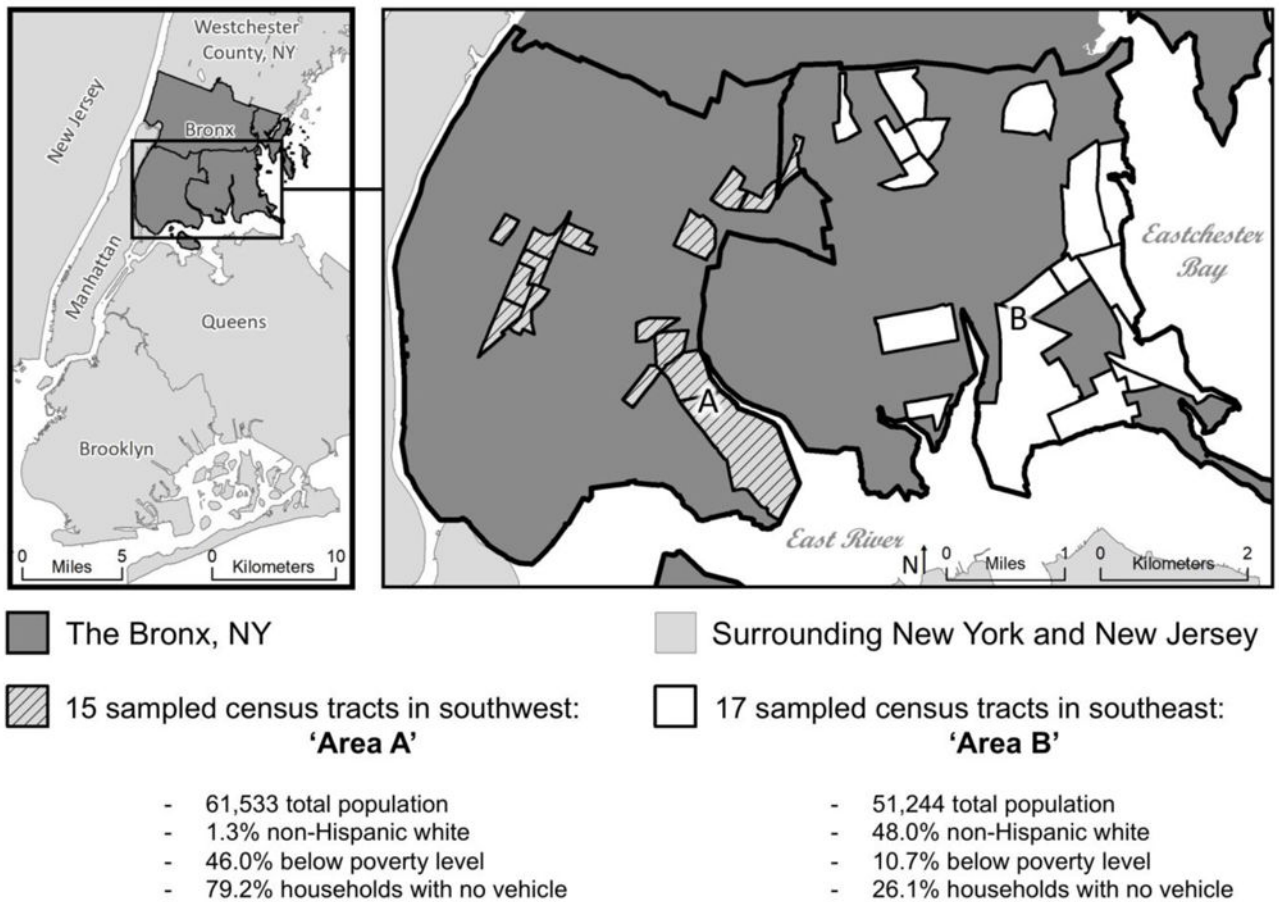 Westchester
County, NY
New Jersey
Bronx
Manhattan
Queens
Brooklyn
0 5
Miles
0 10
Kilometers
Eastchester
Bay
B
A
East River
N
0 1
Miles
0 2
Kilometers
The Bronx, NY
Surrounding New York and New Jersey
15 sampled census tracts in southwest:
‘Area A’
- 61,533 total population
- 1.3% non-Hispanic white
- 46.0% below poverty level
- 79.2% households with no vehicle
17 sampled census tracts in southeast:
‘Area B’
- 51,244 total population
- 48.0% non-Hispanic white
- 10.7% below poverty level
- 26.1% households with no vehicle